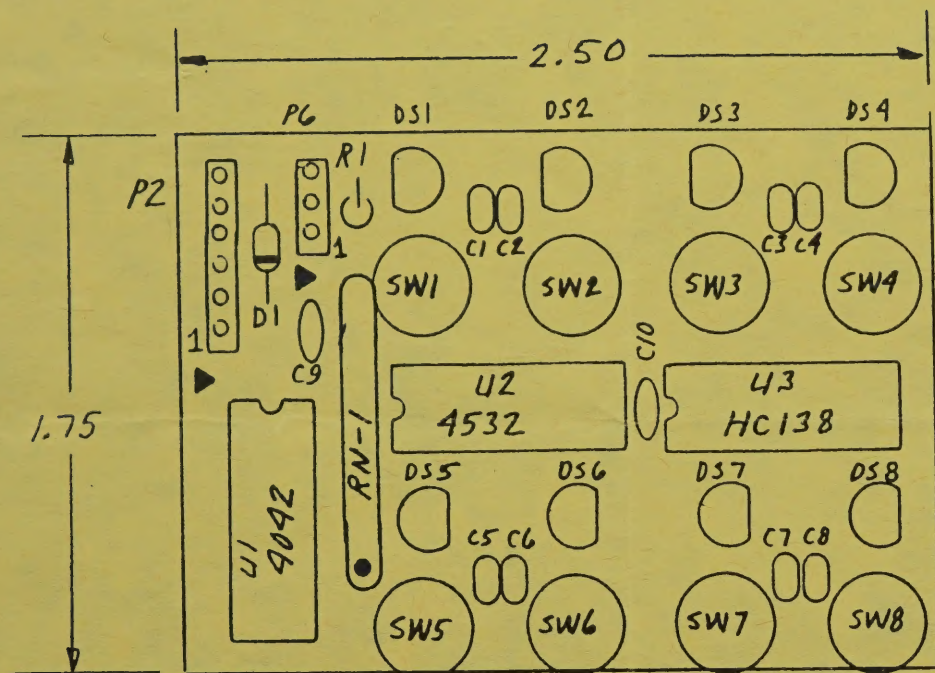 2.50
P6 DS1 DS2 DS3 DS4
P2
R1
1
C1 C2
C3 C4
SW1 SW2 SW3 SW4
D1
1
C9
C10
1.75
U2
4532
U3
HC138
RN-1
U1
4042
DS5 DS6 DS7 DS8
C5 C6
C7 C8
SW5 SW6 SW7 SW8